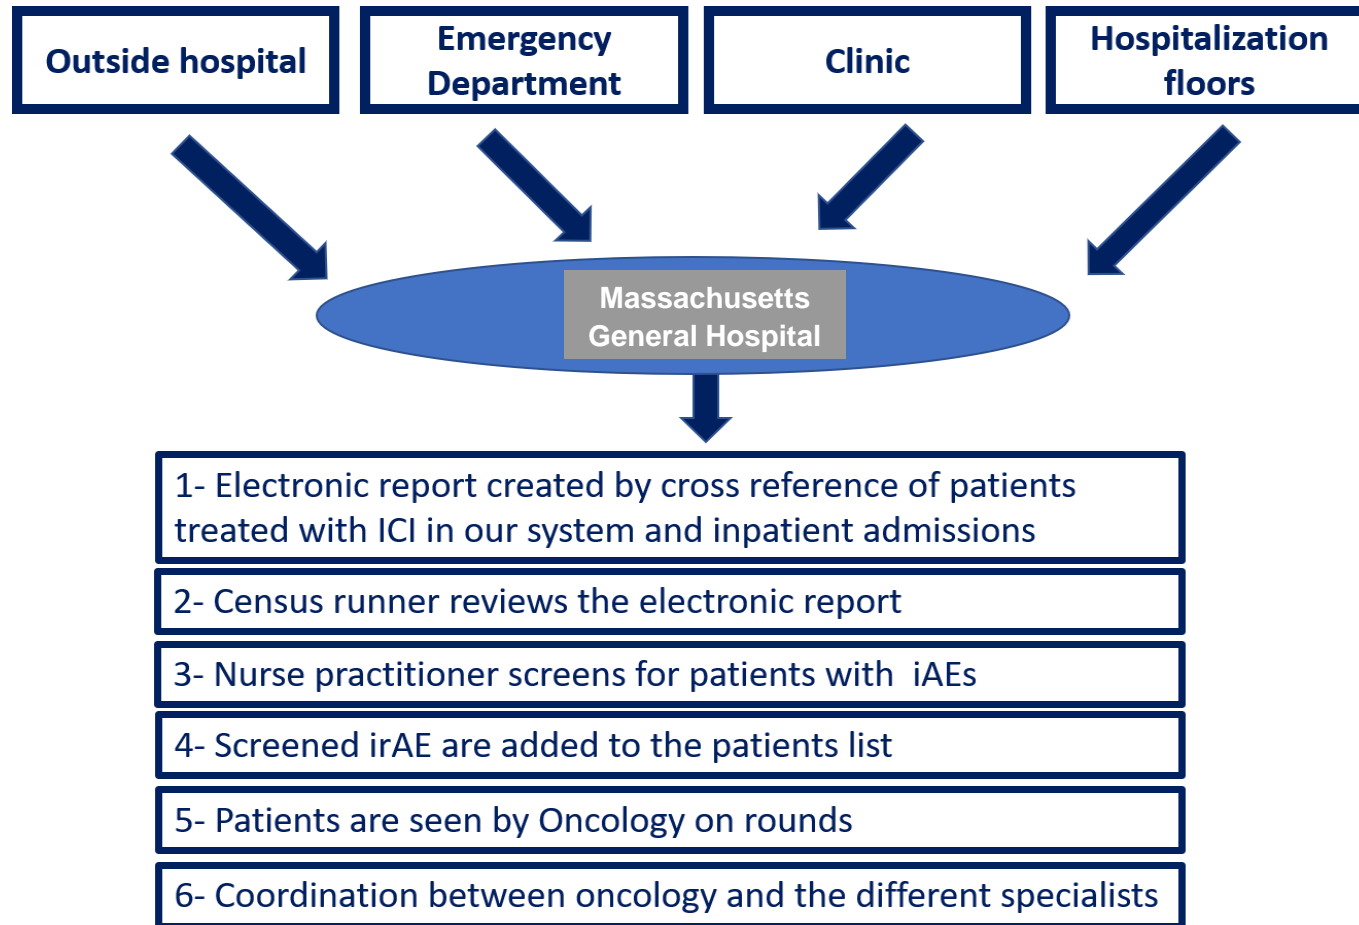 Outside hospital
Emergency
Department
Clinic
Hospitalization
floors
Massachusetts
General Hospital
1- Electronic report created by cross reference of patients
treated with ICI in our system and inpatient admissions
2- Census runner reviews the electronic report
3- Nurse practitioner screens for patients with  iAEs
4- Screened irAE are added to the patients list
5- Patients are seen by Oncology on rounds
6- Coordination between oncology and the different specialists